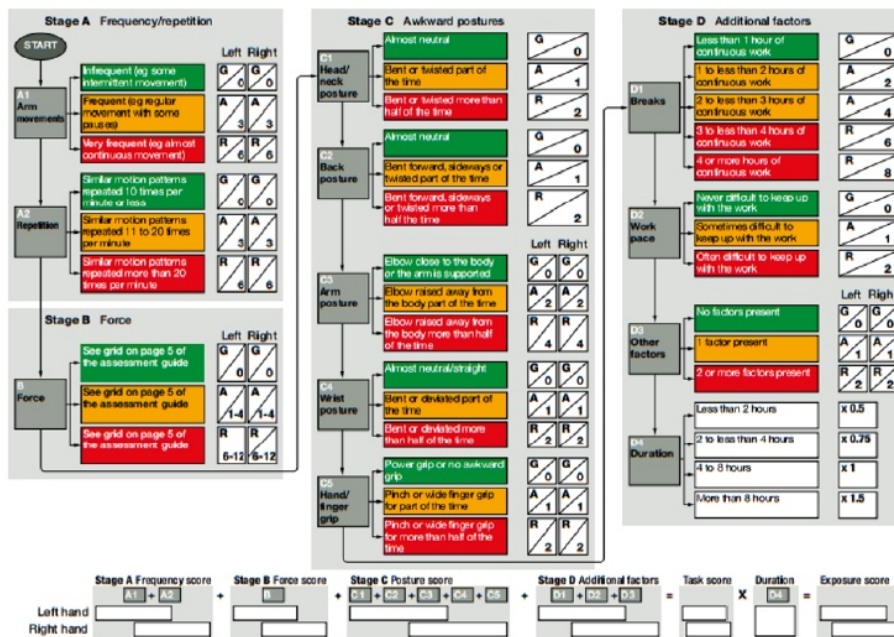 Stage A Frequency/repetition
START
Left Right
A1
Arm
movements
Infrequent (eg some
intermittent movement)
G 0 G 0
Frequent (eg regular
movement with some
pauses)
A 3 A 3
Very frequent (eg almost
continuous movement)
R 6 R 6
A2
Repetition
Similar motion patterns
repeated 10 times per
minute or less
G 0 G 0
Similar motion patterns
repeated 11 to 20 times
per minute
A 3 A 3
Similar motion patterns
repeated more than 20
times per minute
R 6 R 6
Stage B Force
Left Right
B
Force
See grid on page 5 of
the assessment guide
G 0 G 0
See grid on page 5 of
the assessment guide
A 1-4 A 1-4
See grid on page 5 of
the assessment guide
R 6-12 R 6-12
Stage C Awkward postures
C1
Head/
neck
posture
Almost neutral
G 0
Bent or twisted part of
the time
A 1
Bent or twisted more than
half of the time
R 2
C2
Back
posture
Almost neutral
G 0
Bent forward, sideways or
twisted part of the time
A 1
Bent forward, sideways
or twisted more than
half the time
R 2
Left Right
C3
Arm
posture
Elbow close to the body
or the arm is supported
G 0 G 0
Elbow raised away from
the body part of the time
A 2 A 2
Elbow raised away from
the body more than half
of the time
R 4 R 4
C4
Wrist
posture
Almost neutral/straight
G 0 G 0
Bent or deviated part of
the time
A 1 A 1
Bent or deviated more
than half of the time
R 2 R 2
C5
Hand/
finger
grip
Power grip or no awkward
grip
G 0 G 0
Pinch or wide finger grip
for part of the time
A 1 A 1
Pinch or wide finger grip
for more than half of the
time
R 2 R 2
Stage D Additional factors
D1
Breaks
Less than 1 hour of
continuous work
G 0
1 to less than 2 hours of
continuous work
A 2
2 to less than 3 hours of
continuous work
A 4
3 to less than 4 hours of
continuous work
R 6
4 or more hours of
continuous work
R 8
D2
Work
pace
Never difficult to keep up
with the work
G 0
Sometimes difficult to
keep up with the work
A 1
Often difficult to keep up
with the work
R 2
Left Right
D3
Other
factors
No factors present
G 0 G 0
1 factor present
A 1 A 1
2 or more factors present
R 2 R 2
D4
Duration
Less than 2 hours
x 0.5
2 to less than 4 hours
x 0.75
4 to 8 hours
x 1
More than 8 hours
x 1.5
Stage A Frequency score Stage B Force score Stage C Posture score Stage D Additional factors Task score Duration Exposure score
A1 + A2 + B + C1 + C2 + C3 + C4 + C5 + D1 + D2 + D3 = X D4 =
Left hand
Right hand